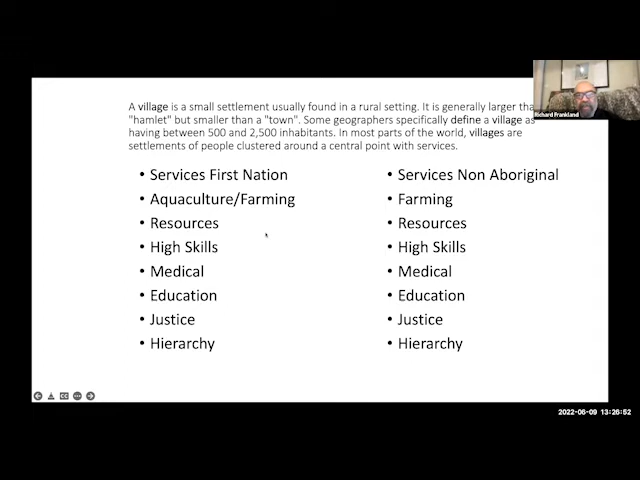 A village is a small settlement usually found in a rural setting. It is generally larger tha
"hamlet" but smaller than a "town". Some geographers specifically define a village as
having between 500 and 2,500 inhabitants. In most parts of the world, villages are
settlements of people clustered around a central point with services.
• Services First Nation
• Aquaculture/Farming
• Resources
• High Skills
• Medical
• Education
• Justice
• Hierarchy
• Services Non Aboriginal
• Farming
• Resources
• High Skills
• Medical
• Education
• Justice
• Hierarchy
Richard Frankland
2022-06-09 13:26:52